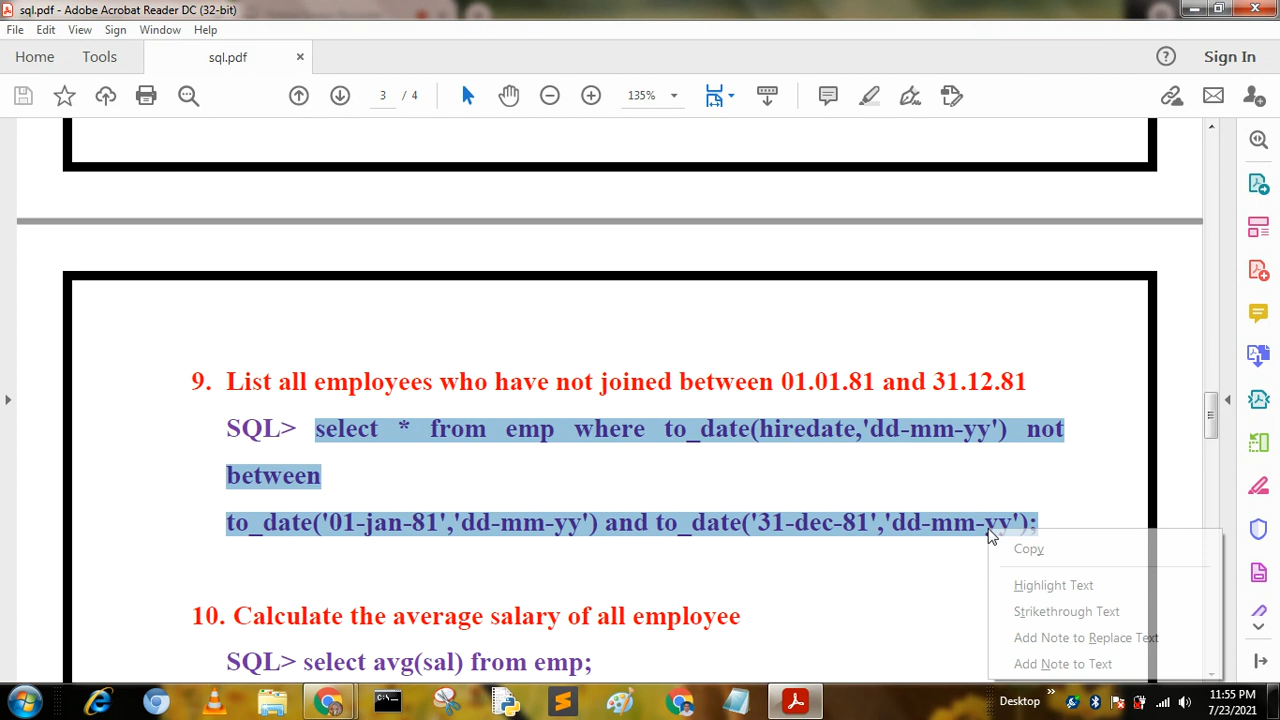 sql.pdf - Adobe Acrobat Reader DC (32-bit)
File Edit View Sign Window Help
Home Tools sql.pdf × Sign In
3 / 4 135%
9. List all employees who have not joined between 01.01.81 and 31.12.81
SQL> select * from emp where to_date(hiredate,'dd-mm-yy') not
between
to_date('01-jan-81','dd-mm-yy') and to_date('31-dec-81','dd-mm-yy');
Copy
Highlight Text
Strikethrough Text
Add Note to Replace Text
Add Note to Text
10. Calculate the average salary of all employee
SQL> select avg(sal) from emp;
Desktop
11:55 PM
7/23/2021